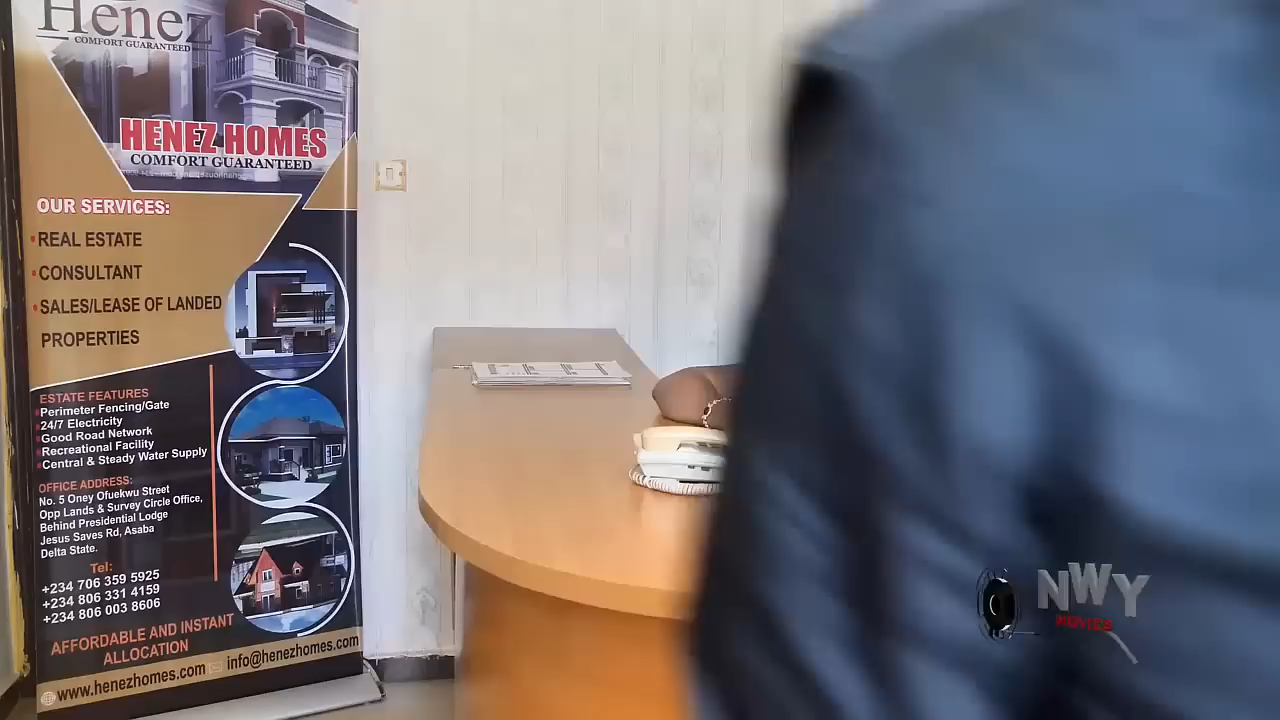 Henez
COMFORT GUARANTEED
HENEZ HOMES
COMFORT GUARANTEED
OUR SERVICES:
REAL ESTATE
CONSULTANT
SALES/LEASE OF LANDED
PROPERTIES
ESTATE FEATURES
Perimeter Fencing/Gate
24/7 Electricity
Good Road Network
Recreational Facility
Central & Steady Water Supply
OFFICE ADDRESS:
No. 5 Oney Ofuekwu Street
Opp Lands & Survey Circle Office,
Behind Presidential Lodge
Jesus Saves Rd, Asaba
Delta State.
Tel:
+234 706 359 5925
+234 806 331 4159
+234 806 003 8606
AFFORDABLE AND INSTANT
ALLOCATION
www.henezhomes.com info@henezhomes.com
NWY
MOVIES